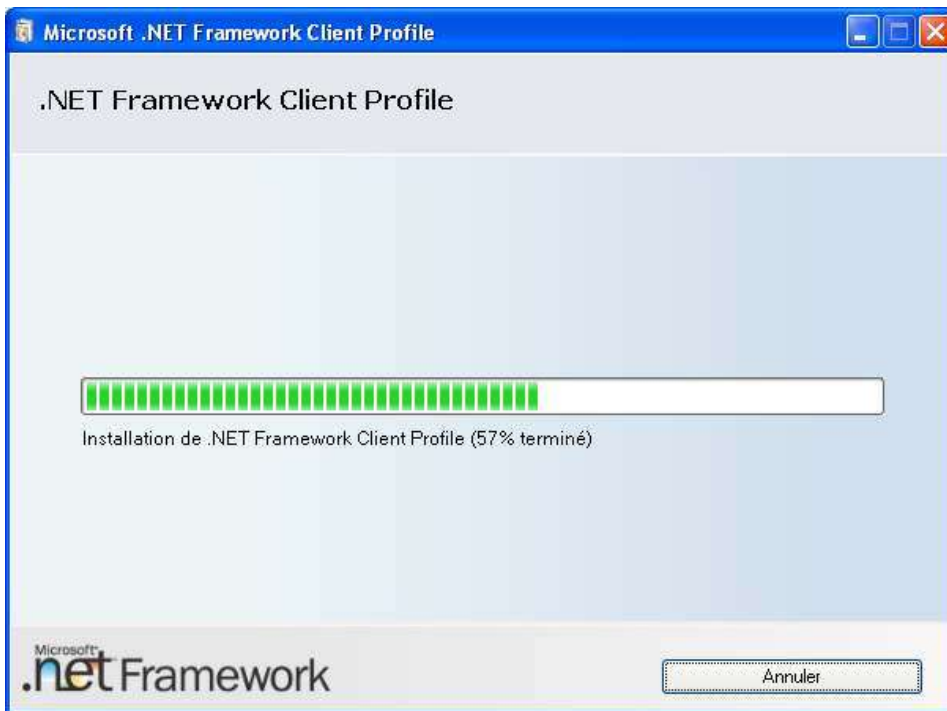 Microsoft .NET Framework Client Profile
.NET Framework Client Profile
Installation de .NET Framework Client Profile (57% terminé)
Microsoft
.net Framework
Annuler